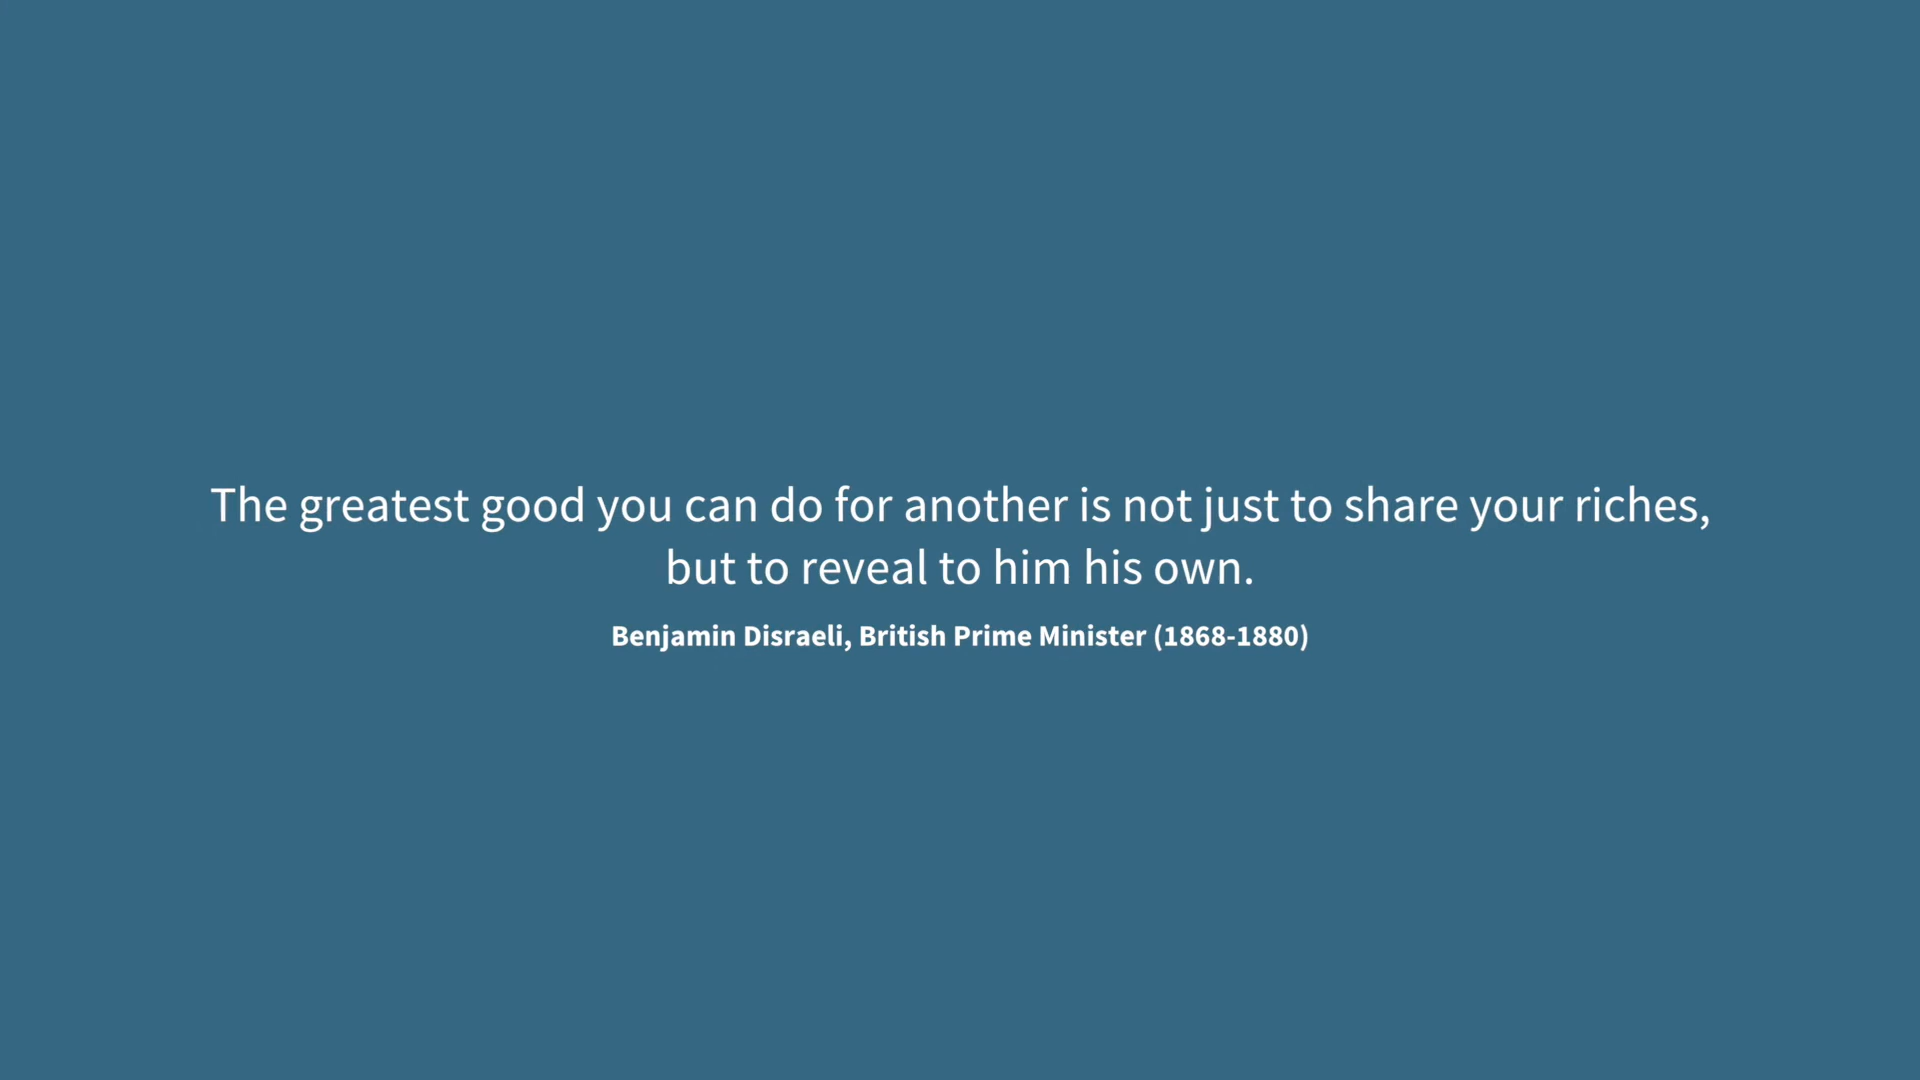 The greatest good you can do for another is not just to share your riches,
but to reveal to him his own.
Benjamin Disraeli, British Prime Minister (1868-1880)